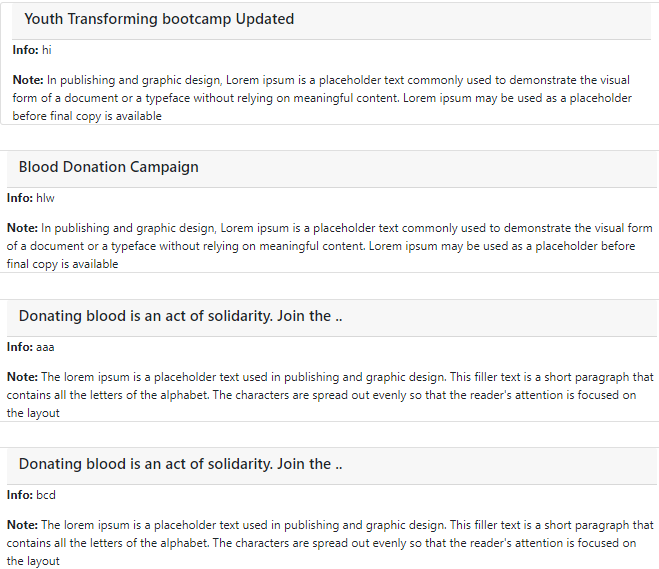 Youth Transforming bootcamp Updated
Info: hi
Note: In publishing and graphic design, Lorem ipsum is a placeholder text commonly used to demonstrate the visual
form of a document or a typeface without relying on meaningful content. Lorem ipsum may be used as a placeholder
before final copy is available
Blood Donation Campaign
Info: hlw
Note: In publishing and graphic design, Lorem ipsum is a placeholder text commonly used to demonstrate the visual form
of a document or a typeface without relying on meaningful content. Lorem ipsum may be used as a placeholder before
final copy is available
Donating blood is an act of solidarity. Join the ..
Info: aaa
Note: The lorem ipsum is a placeholder text used in publishing and graphic design. This filler text is a short paragraph that
contains all the letters of the alphabet. The characters are spread out evenly so that the reader's attention is focused on
the layout
Donating blood is an act of solidarity. Join the ..
Info: bcd
Note: The lorem ipsum is a placeholder text used in publishing and graphic design. This filler text is a short paragraph that
contains all the letters of the alphabet. The characters are spread out evenly so that the reader's attention is focused on
the layout